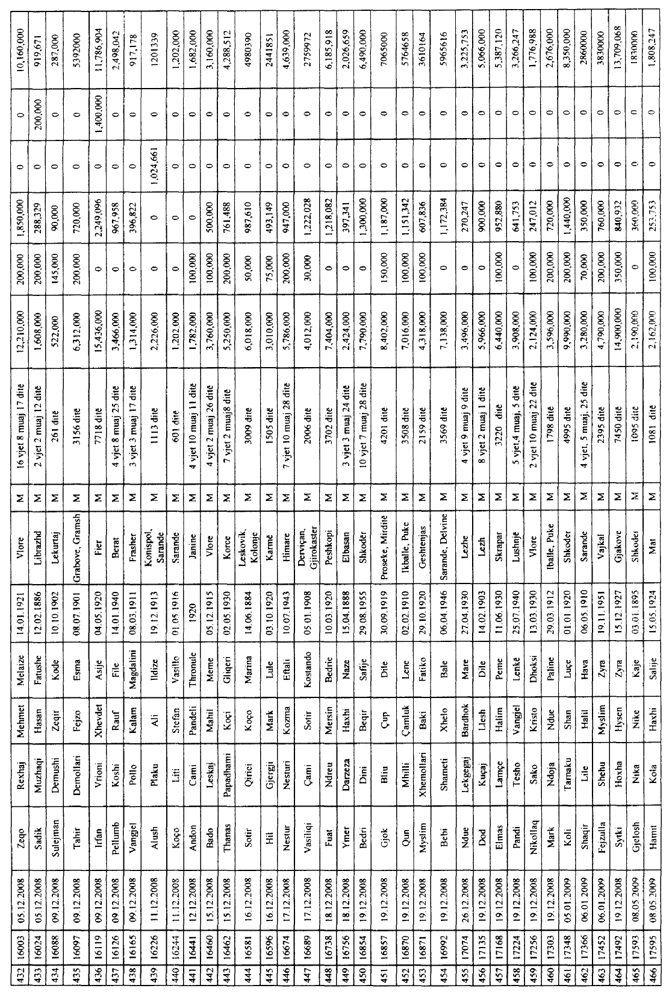 432 16003 05.12.2008 Zeqo Rexhaj Mehmet Melaize 14.01.1921 Vlore M 16 vjet 8 muaj 17 dite 12,210,000 200,000 1,850,000 0 0 10,160,000
433 16024 05.12.2008 Sadik Muzhaqi Hasan Fatushe 12.02.1886 Librazhd M 2 vjet 2 muaj 12 dite 1,608,000 200,000 288,329 0 200,000 919,671
434 16088 09.12.2008 Sulejman Demushi Zeqir Kode 10.10.1902 Lekurtaj M 261 dite 522,000 145,000 90,000 0 0 287,000
435 16097 09.12.2008 Tahir Demollari Fejzo Esma 08.07.1901 Grabove, Gramsh M 3156 dite 6,312,000 200,000 720,000 0 0 5392000
436 16119 09.12.2008 Irfan Vrioni Xhevdet Asije 04.05.1920 Fier M 7718 dite 15,436,000 0 2,249,096 0 1,400,000 11,786,904
437 16126 09.12.2008 Pellumb Koshi Rauf File 14.01.1940 Berat M 4 vjet 8 muaj 25 dite 3,466,000 0 967,958 0 0 2,498,042
438 16165 09.12.2008 Vangjel Pollo Kalam Magdalini 08.03.1911 Frasher M 3 vjet 3 muaj 17 dite 1,314,000 0 396,822 0 0 917,178
439 16226 11.12.2008 Alush Plaku Ali Ildize 19.12.1913 Konispol, Sarande M 1113 dite 2,226,000 0 0 1,024,661 0 1201339
440 16244 11.12.2008 Koço Liti Stefan Vasillo 01.05.1916 Sarande M 601 dite 1,202,000 0 0 0 0 1,202,000
441 16441 12.12.2008 Andon Cami Pandeli Thronule 1920 Janine M 4 vjet 10 muaj 11 dite 1,782,000 100,000 0 0 0 1,682,000
442 16460 15.12.2008 Bado Leskaj Mahil Meme 05.12.1915 Vlore M 4 vjet 2 muaj 26 dite 3,760,000 100,000 500,000 0 0 3,160,000
443 16462 15.12.2008 Thanas Papadhami Koçi Gliqeri 02.05.1930 Korce M 7 vjet 2 muaj8 dite 5,250,000 200,000 761,488 0 0 4,288,512
444 16581 16.12.2008 Sotir Qirici Koço Marina 14.06.1884 Leskovik, Kolonje M 3009 dite 6,018,000 50,000 987,610 0 0 4980390
445 16596 16.12.2008 Hil Gjergji Mark Lule 03.10.1920 Karmë M 1505 dite 3,010,000 75,000 493,149 0 0 2441851
446 16674 17.12.2008 Nestur Nesturi Kozma Eftali 10.07.1943 Himare M 7 vjet 10 muaj 28 dite 5,786,000 200,000 947,000 0 0 4,639,000
447 16689 17.12.2008 Vasiliqi Çami Sotir Kostando 05.01.1908 Derviçan, Gjirokaster M 2006 dite 4,012,000 30,000 1,222,028 0 0 2759972
448 16738 18.12.2008 Fuat Ndreu Mersin Bedrie 10.03.1920 Peshkopi M 3702 dite 7,404,000 0 1,218,082 0 0 6,185,918
449 16756 18.12.2008 Ymer Darzeza Haxhi Naze 15.04.1888 Elbasan M 3 vjet 3 muaj 24 dite 2,424,000 0 397,341 0 0 2,026,659
450 16854 19.12.2008 Bedri Dini Beqir Safije 29.08.1955 Shkodër M 10 vjet 7 muaj 28 dite 7,790,000 0 1,300,000 0 0 6,490,000
451 16857 19.12.2008 Gjok Bliu Çup Dile 30.09.1919 Proseke, Mirditë M 4201 dite 8,402,000 150,000 1,187,000 0 0 7065000
452 16870 19.12.2008 Qun Mhilli Çamluk Lene 02.02.1910 Ikballe, Puke M 3508 dite 7,016,000 100,000 1,151,342 0 0 5764658
453 16871 19.12.2008 Myslim Xhemollari Baki Fatiko 29.10.1920 Geshtenjas M 2159 dite 4,318,000 100,000 607,836 0 0 3610164
454 16992 19.12.2008 Bebi Shameti Xhelo Bale 06.04.1946 Sarande, Delvine M 3569 dite 7,138,000 0 1,172,384 0 0 5965616
455 17074 26.12.2008 Ndue Lekgegaj Bardhok Mare 27.04.1930 Lezhe M 4 vjet 9 muaj 9 dite 3,496,000 0 270,247 0 0 3,225,753
456 17135 19.12.2008 Dod Kuçaj Llesh Dile 14.02.1903 Lezh M 8 vjet 2 muaj 1 dite 5,966,000 0 900,000 0 0 5,066,000
457 17168 19.12.2008 Elmas Lamçe Halim Peme 11.06.1930 Skrapar M 3220 dite 6,440,000 100,000 952,880 0 0 5,387,120
458 17224 19.12.2008 Pandi Tesho Vangjel Lenkë 25.07.1940 Lushnjë M 5 vjet,4 muaj, 5 dite 3,908,000 0 641,753 0 0 3,266,247
459 17256 19.12.2008 Nikollaq Sako Kristo Dhoksi 13.03.1930 Vlore M 2 vjet 10 muaj 22 dite 2,124,000 100,000 247,012 0 0 1,776,988
460 17393 19.12.2008 Mark Ndoja Ndue Paline 29.03.1912 Iballe, Puke M 1798 dite 3,596,000 200,000 720,000 0 0 2,676,000
461 17348 05.01.2009 Koli Tarnaku Shan Luçe 01.01.1920 Shkoder M 4995 dite 9,990,000 200,000 1,440,000 0 0 8,350,000
462 17366 06.01.2009 Shaqir Lile Halil Hava 06.05.1910 Sarande M 4 vjet, 5 muaj, 25 dite 3,280,000 70,000 350,000 0 0 2860000
463 17452 06.01.2009 Fejzulla Shehu Myslim Zyra 19.11.1951 Vajkal M 2395 dite 4,790,000 200,000 760,000 0 0 3830000
464 17492 19.12.2008 Sytki Hoxha Hysen Zyra 15.12.1927 Gjakove M 7450 dite 14,900,000 350,000 840,932 0 0 13,709,068
465 17593 08.05.2009 Gjelosh Nika Nike Kaje 03.01.1895 Shkoder M 1095 dite 2,190,000 0 360,000 0 0 1830000
466 17595 08.05.2009 Hamit Kola Haxhi Salije 15.05.1924 Mat M 1081 dite 2,162,000 100,000 253,753 0 0 1,808,247